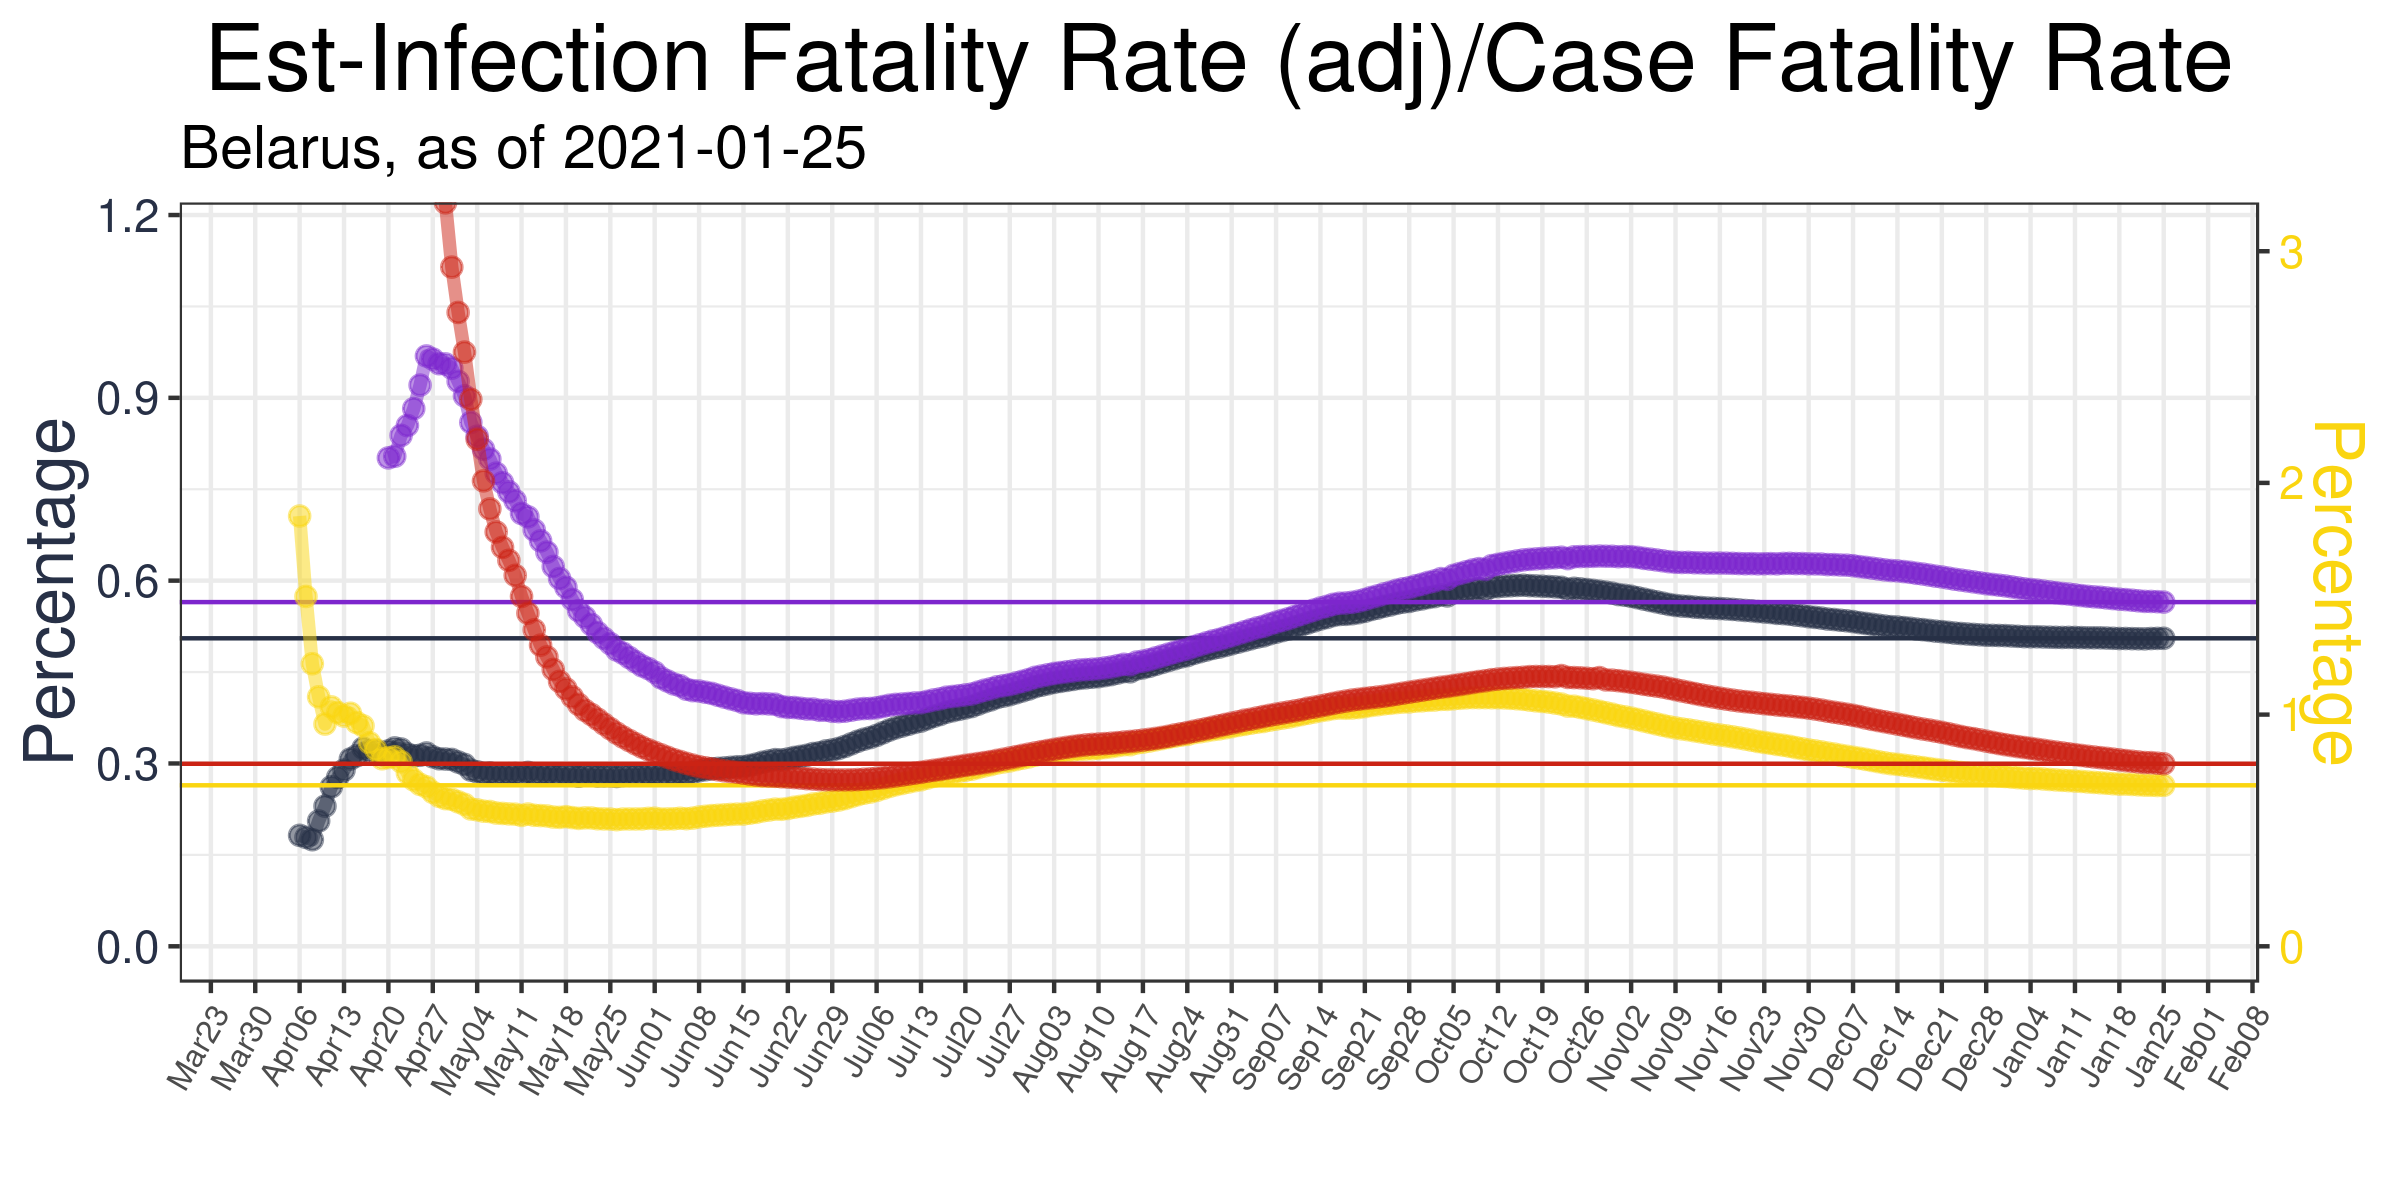 Est-Infection Fatality Rate (adj)/Case Fatality Rate
Belarus, as of 2021-01-25
1.2
0.9
0.6
0.3
0.0
Percentage
3
2
1
0
Percentage
Mar23
Mar30
Apr06
Apr13
Apr20
Apr27
May04
May11
May18
May25
Jun01
Jun08
Jun15
Jun22
Jun29
Jul06
Jul13
Jul20
Jul27
Aug03
Aug10
Aug17
Aug24
Aug31
Sep07
Sep14
Sep21
Sep28
Oct05
Oct12
Oct19
Oct26
Nov02
Nov09
Nov16
Nov23
Nov30
Dec07
Dec14
Dec21
Dec28
Jan04
Jan11
Jan18
Jan25
Feb01
Feb08